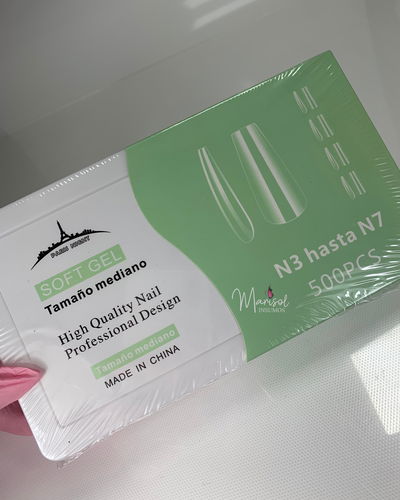 PARIS NIGHT
SOFT GEL
Tamaño mediano
High Quality Nail
Professional Design
Tamaño mediano
MADE IN CHINA
N3 hasta N7
500PCS
Marisol
INSUMOS